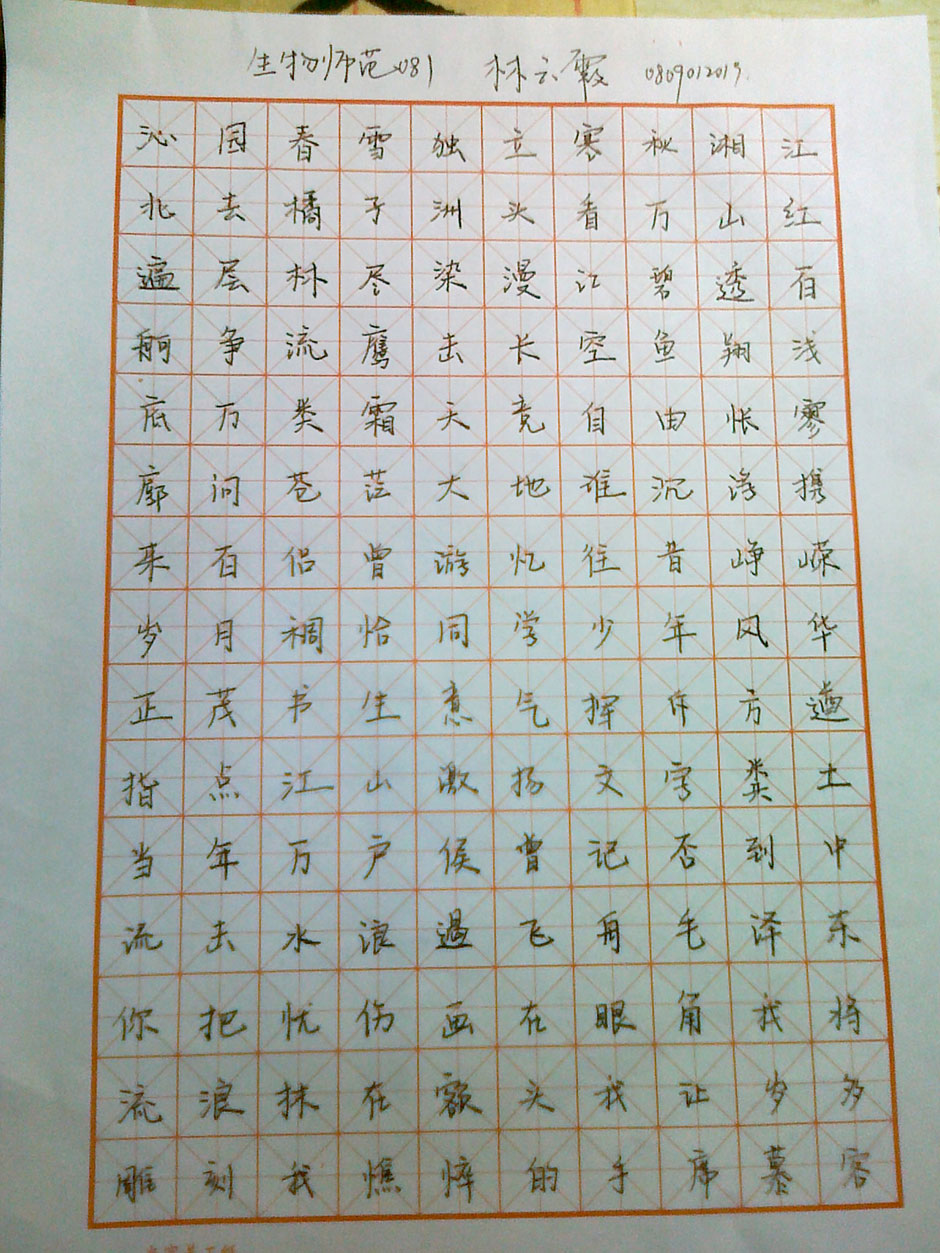 生物师范081 林云霞 0809012019
沁园春雪独立寒秋湘江
北去橘子洲头看万山红
遍层林尽染漫江碧透百
舸争流鹰击长空鱼翔浅
底万类霜天竞自由怅寥
廓问苍茫大地谁沉浮携
来百侣曾游忆往昔峥嵘
岁月稠恰同学少年风华
正茂书生意气挥斥方遒
指点江山激扬文字粪土
当年万户侯曾记否到中
流击水浪遏飞舟毛泽东
你把忧伤画在眼角我将
流浪抹在额头我让岁多
雕刻我憔悴的手席慕容